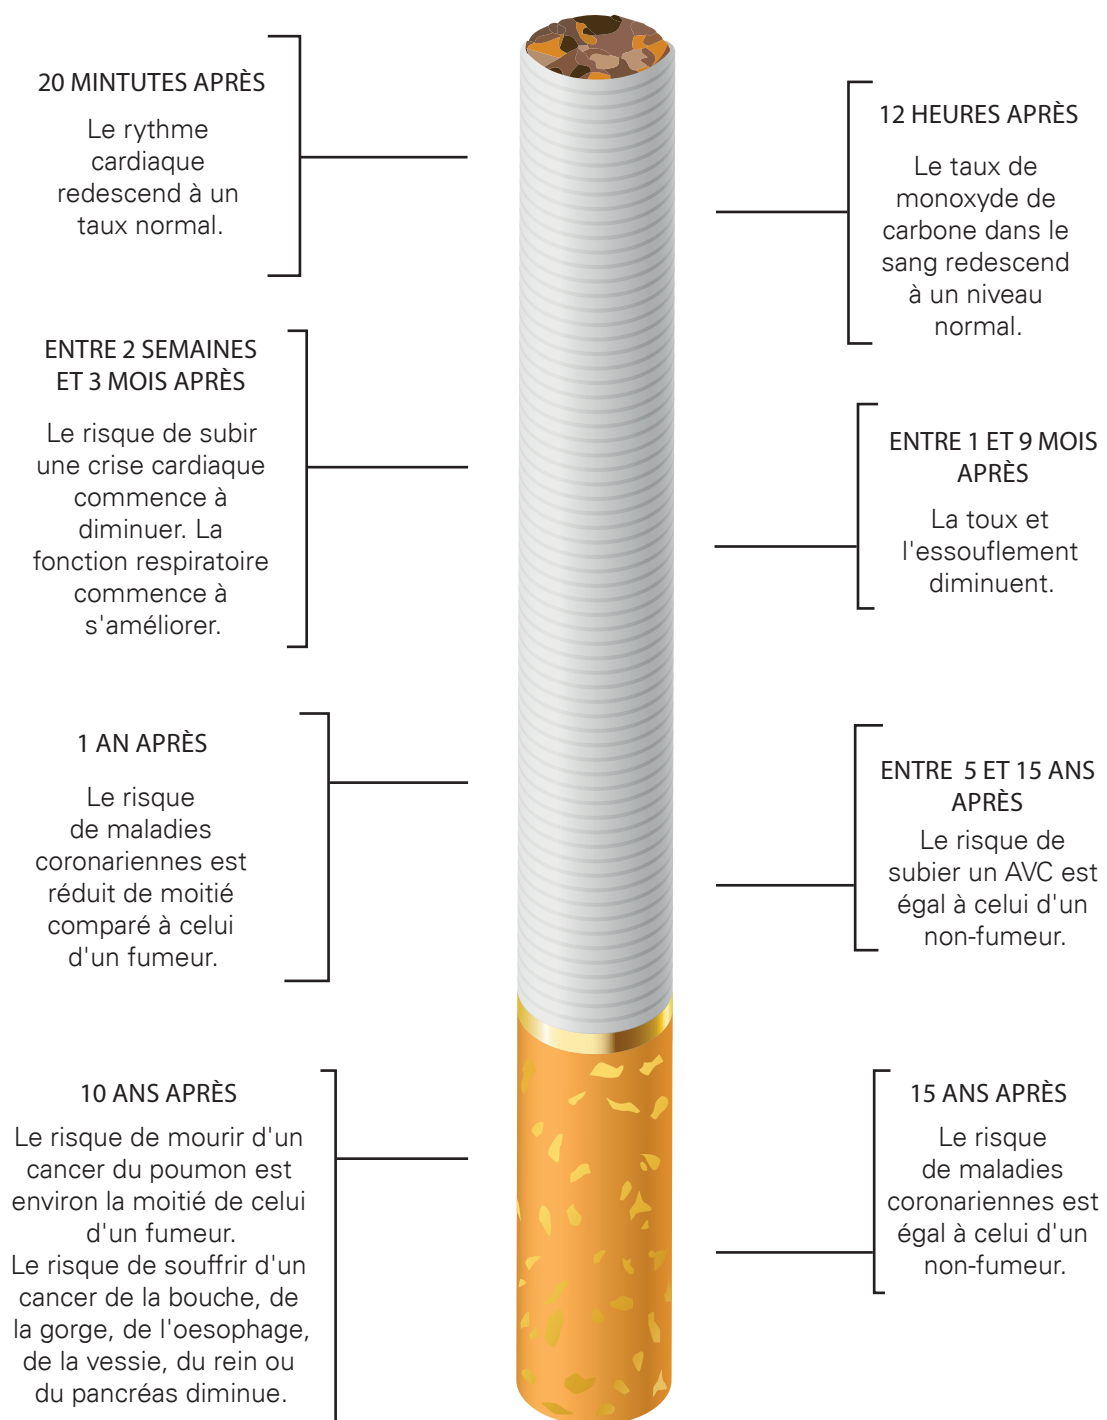 20 MINTUTES APRÈS
Le rythme
cardiaque
redescend à un
taux normal.
12 HEURES APRÈS
Le taux de
monoxyde de
carbone dans le
sang redescend
à un niveau
normal.
ENTRE 2 SEMAINES
ET 3 MOIS APRÈS
Le risque de subir
une crise cardiaque
commence à
diminuer. La
fonction respiratoire
commence à
s'améliorer.
ENTRE 1 ET 9 MOIS
APRÈS
La toux et
l'essouflement
diminuent.
1 AN APRÈS
Le risque
de maladies
coronariennes est
réduit de moitié
comparé à celui
d'un fumeur.
ENTRE 5 ET 15 ANS
APRÈS
Le risque de
subier un AVC est
égal à celui d'un
non-fumeur.
10 ANS APRÈS
Le risque de mourir d'un
cancer du poumon est
environ la moitié de celui
d'un fumeur.
Le risque de souffrir d'un
cancer de la bouche, de
la gorge, de l'oesophage,
de la vessie, du rein ou
du pancréas diminue.
15 ANS APRÈS
Le risque
de maladies
coronariennes est
égal à celui d'un
non-fumeur.